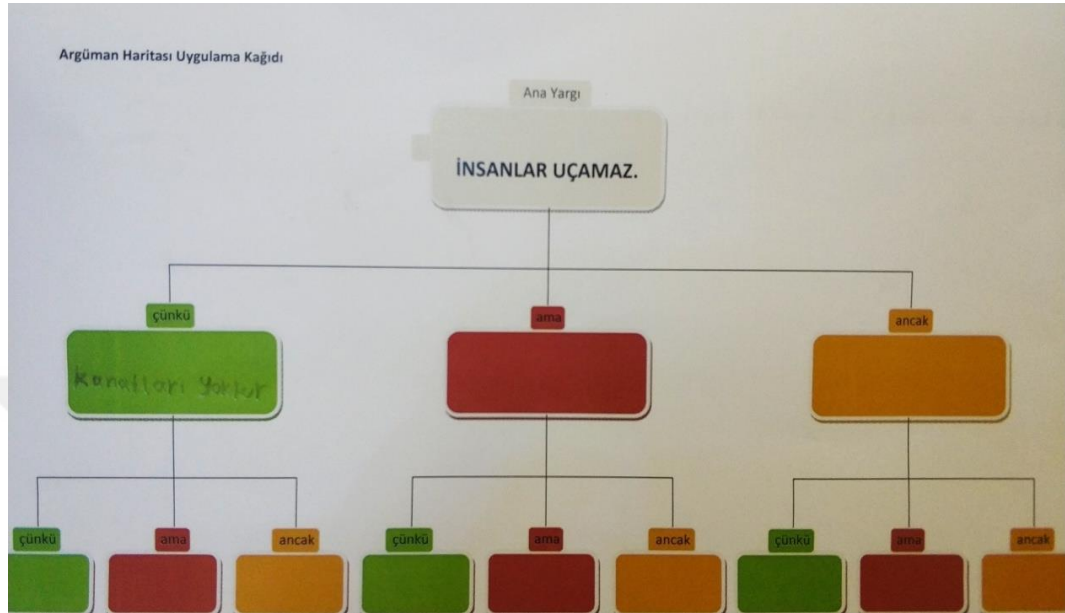 Argüman Haritası Uygulama Kağıdı
Ana Yargı
İNSANLAR UÇAMAZ.
çünkü
ama
ancak
kanatları yoktur
çünkü
ama
ancak
çünkü
ama
ancak
çünkü
ama
ancak